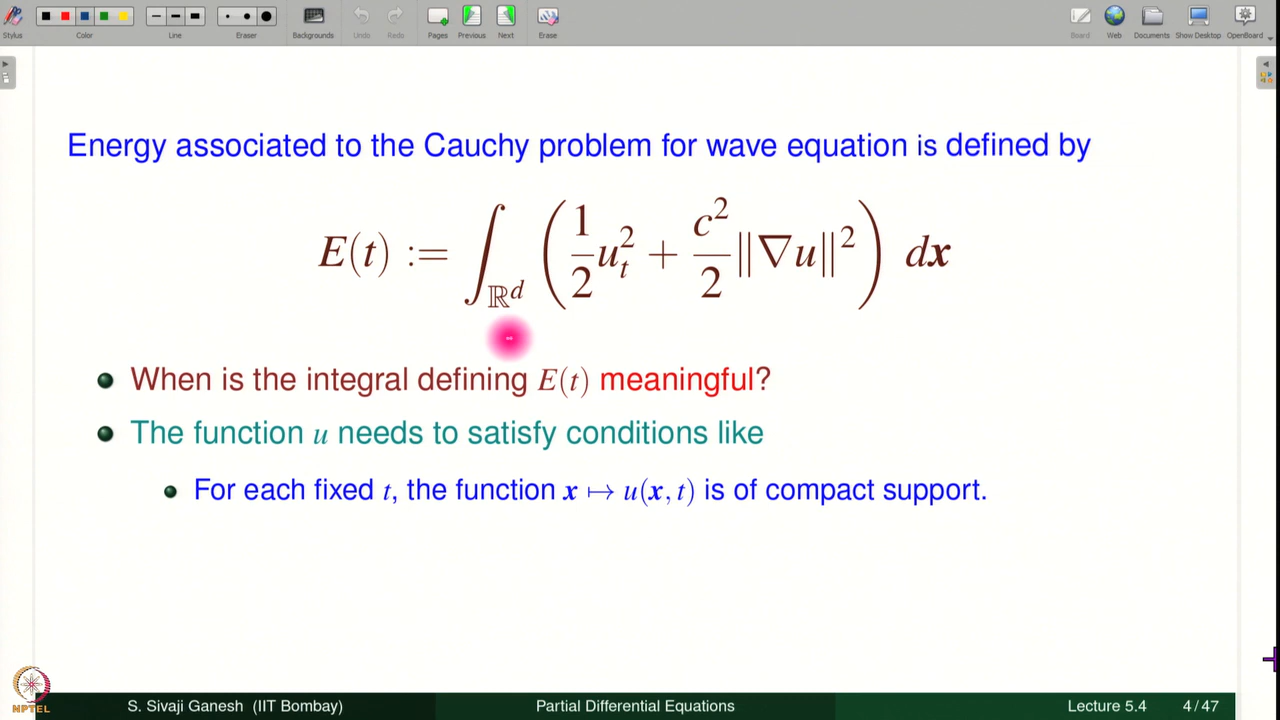 Stylus Color Line Eraser Backgrounds Undo Redo Pages Previous Next Erase Board Web Documents Show Desktop OpenBoard
Energy associated to the Cauchy problem for wave equation is defined by
E(t) := ∫_{ℝ^d} ( 1/2 u_t^2 + c^2/2 ‖∇u‖^2 ) dx
When is the integral defining E(t) meaningful?
The function u needs to satisfy conditions like
For each fixed t, the function x ↦ u(x, t) is of compact support.
NPTEL
S. Sivaji Ganesh (IIT Bombay) Partial Differential Equations Lecture 5.4 4 / 47